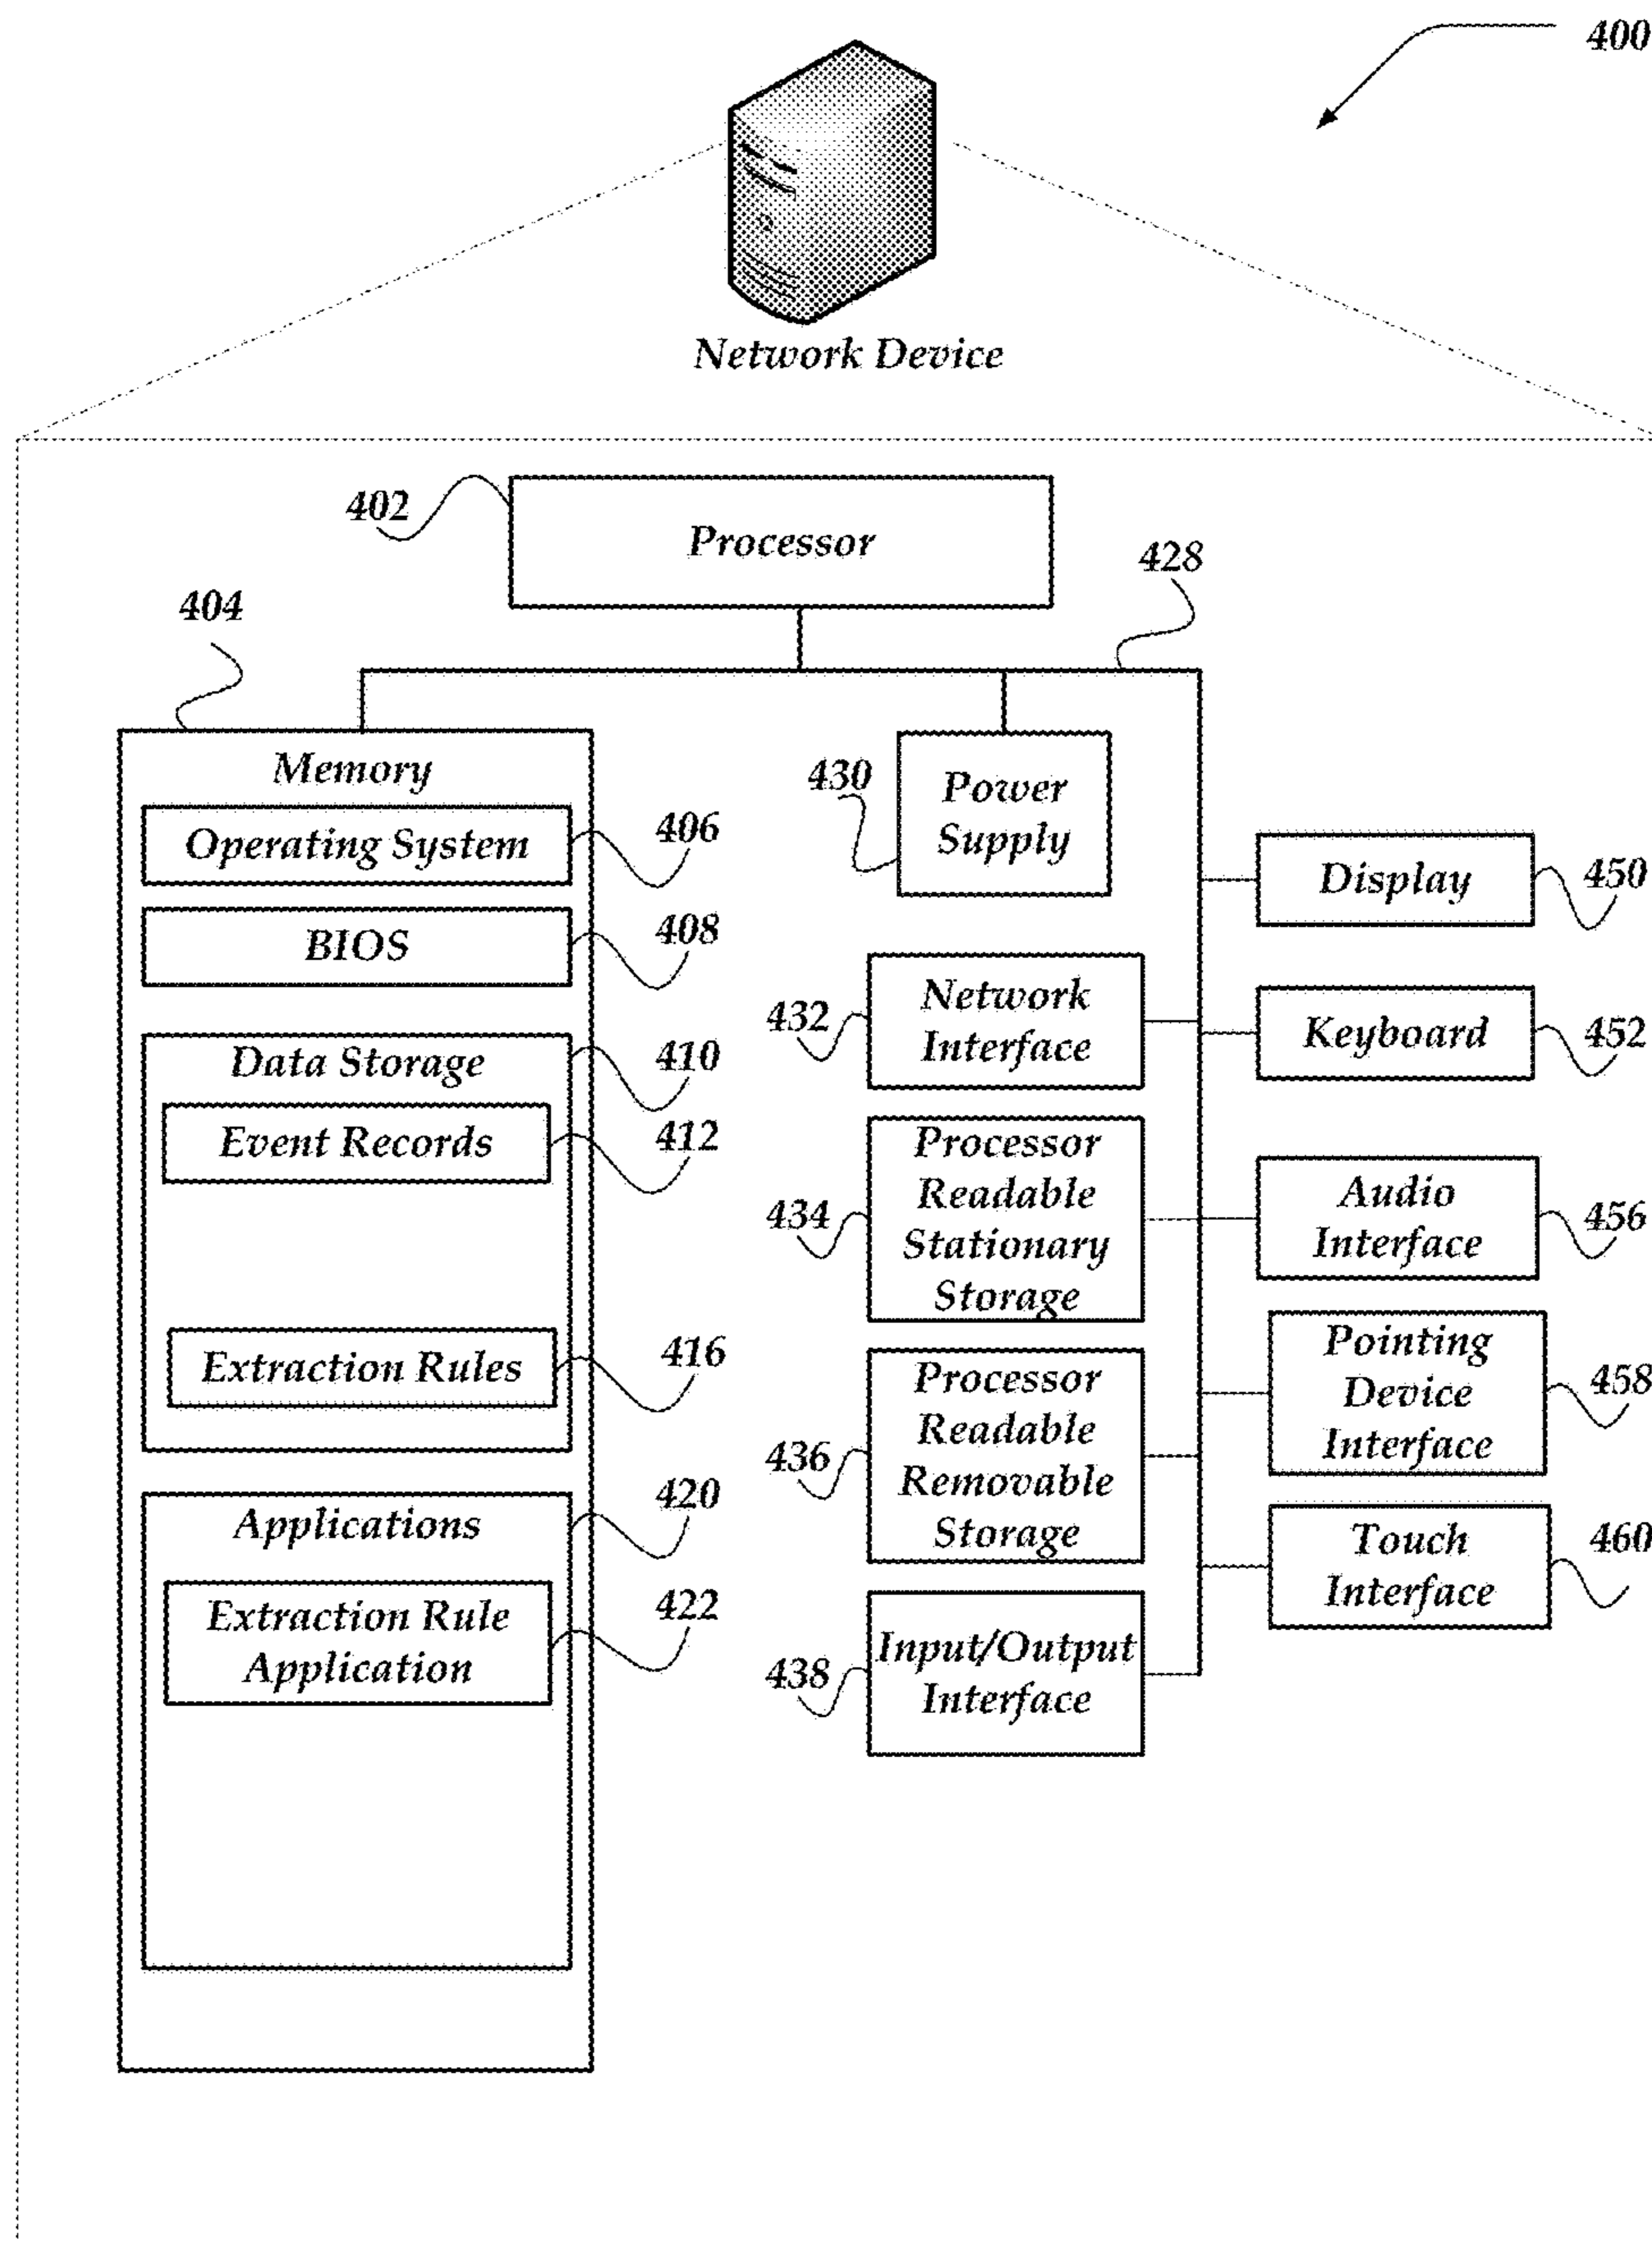 400
Network Device
402
Processor
428
404
Memory
Operating System
406
BIOS
408
Data Storage
410
Event Records
412
Extraction Rules
416
Applications
420
Extraction Rule
Application
422
430
Power
Supply
432
Network
Interface
434
Processor
Readable
Stationary
Storage
436
Processor
Readable
Removable
Storage
438
Input/Output
Interface
Display
450
Keyboard
452
Audio
Interface
456
Pointing
Device
Interface
458
Touch
Interface
460